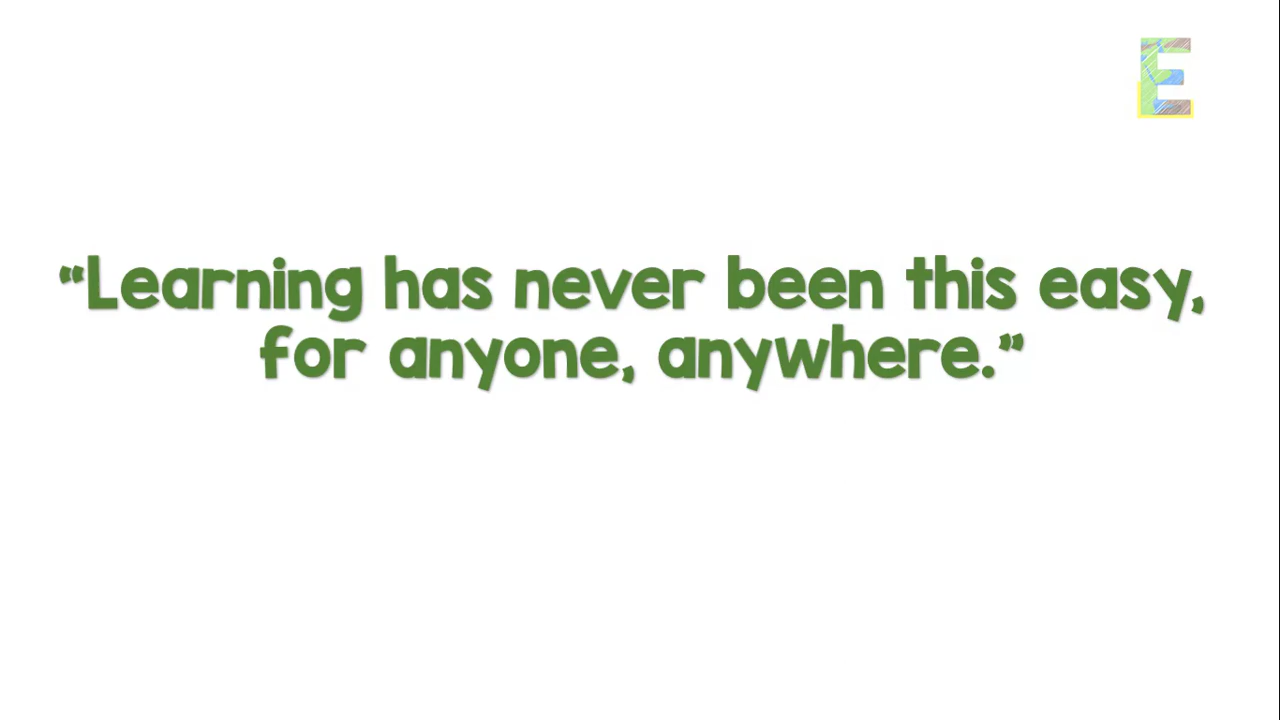 E
“Learning has never been this easy,
for anyone, anywhere.”